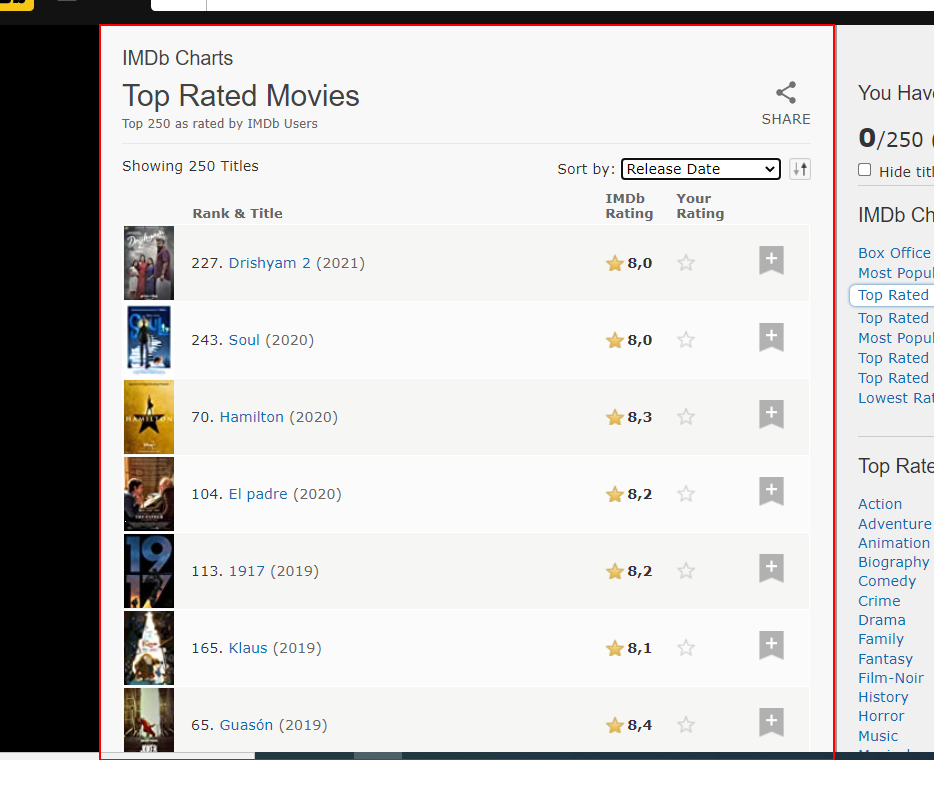 IMDb Charts
Top Rated Movies
Top 250 as rated by IMDb Users
SHARE
Showing 250 Titles
Sort by: Release Date
Rank & Title
IMDb Rating
Your Rating
227. Drishyam 2 (2021)
8,0
243. Soul (2020)
8,0
70. Hamilton (2020)
8,3
104. El padre (2020)
8,2
113. 1917 (2019)
8,2
165. Klaus (2019)
8,1
65. Guasón (2019)
8,4
You Have
0/250 (
Hide titl
IMDb Ch
Box Office
Most Popul
Top Rated
Top Rated
Most Popul
Top Rated
Top Rated
Lowest Rat
Top Rate
Action
Adventure
Animation
Biography
Comedy
Crime
Drama
Family
Fantasy
Film-Noir
History
Horror
Music